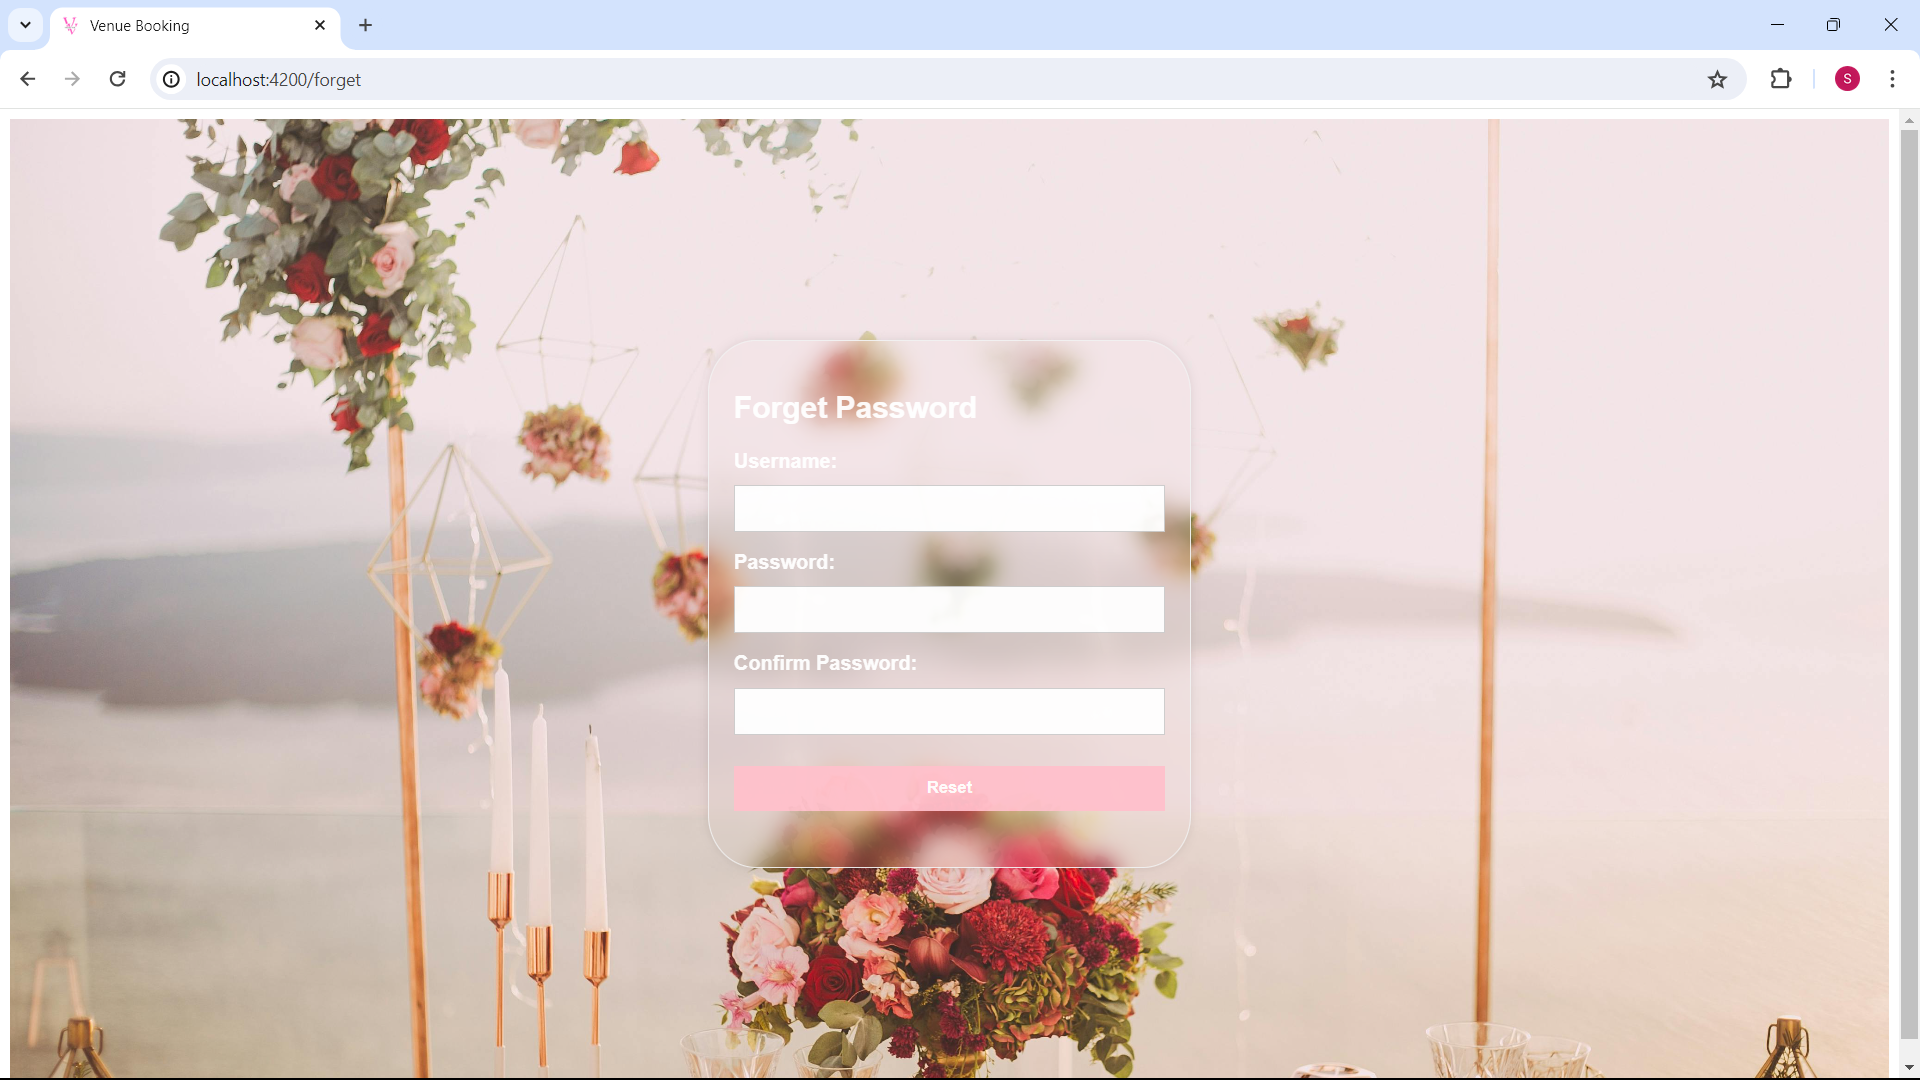 Venue Booking
localhost:4200/forget
S
Forget Password
Username:
Password:
Confirm Password:
Reset